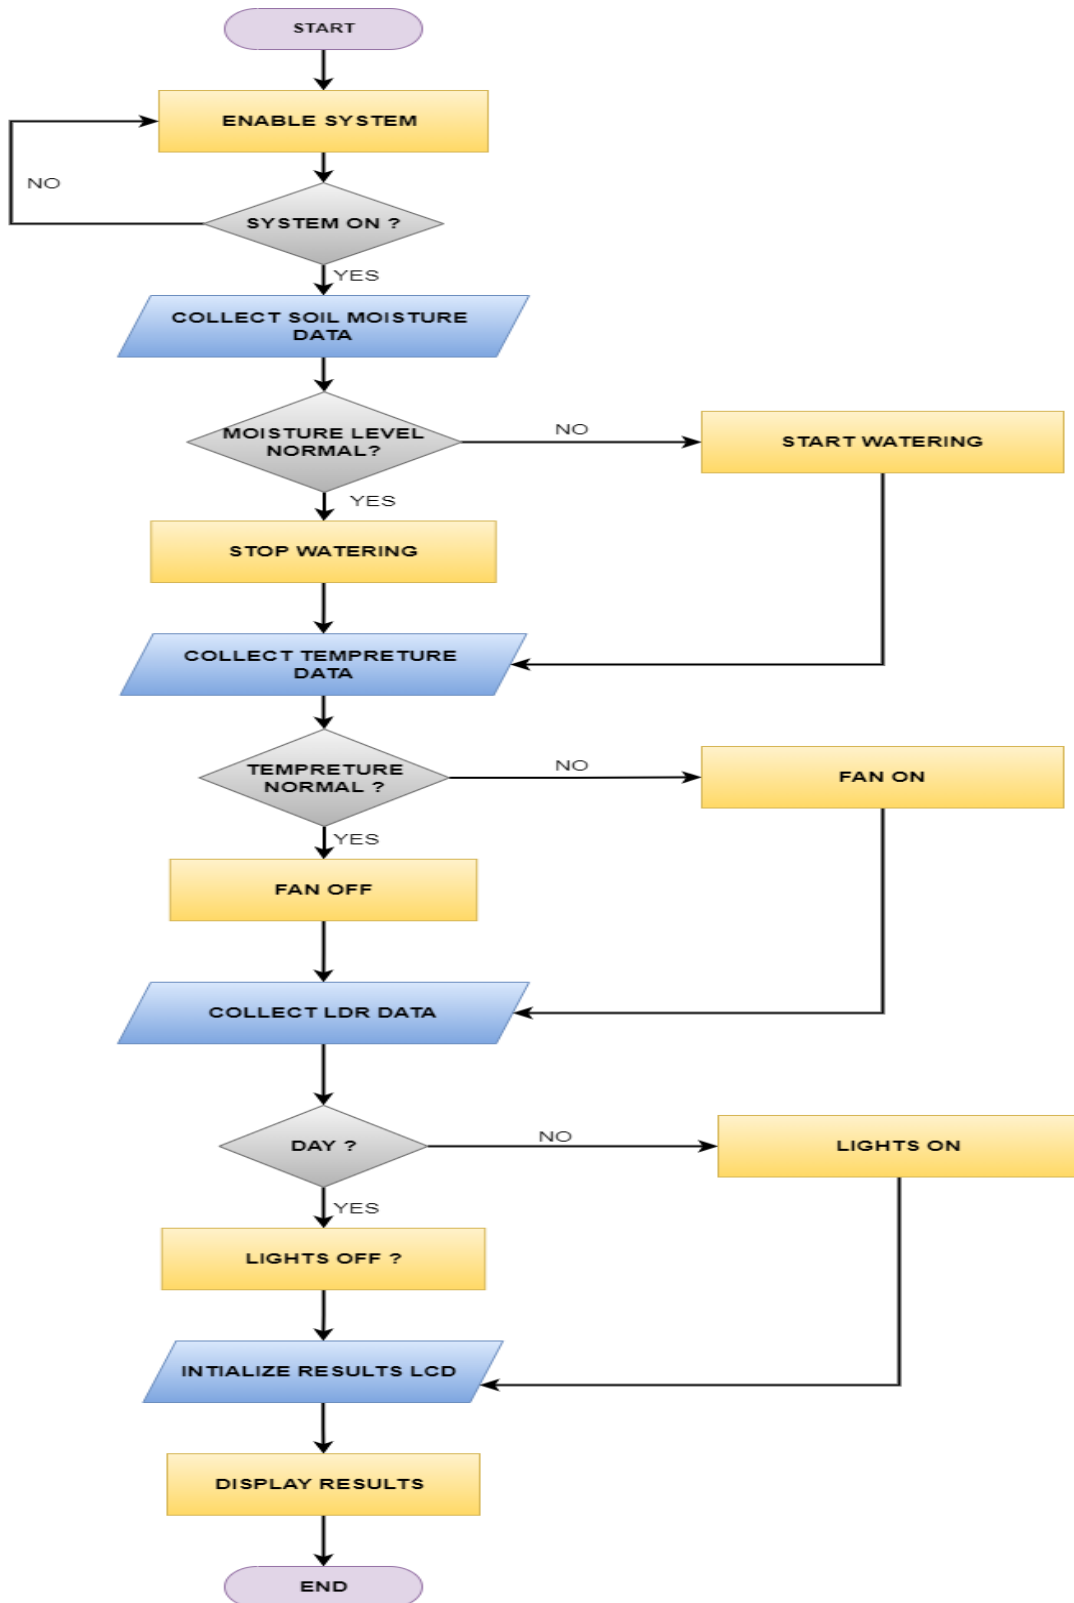 START
ENABLE SYSTEM
NO
SYSTEM ON ?
YES
COLLECT SOIL MOISTURE
DATA
MOISTURE LEVEL
NORMAL?
NO
START WATERING
YES
STOP WATERING
COLLECT TEMPRETURE
DATA
TEMPRETURE
NORMAL ?
NO
FAN ON
YES
FAN OFF
COLLECT LDR DATA
DAY ?
NO
LIGHTS ON
YES
LIGHTS OFF ?
INTIALIZE RESULTS LCD
DISPLAY RESULTS
END